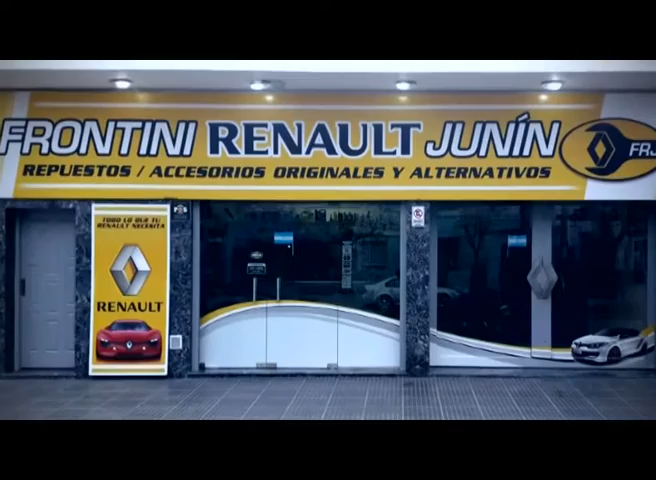 FRONTINI RENAULT JUNÍN
REPUESTOS / ACCESORIOS ORIGINALES Y ALTERNATIVOS
FRJ
TODO LO QUE TU
RENAULT NECESITA
RENAULT